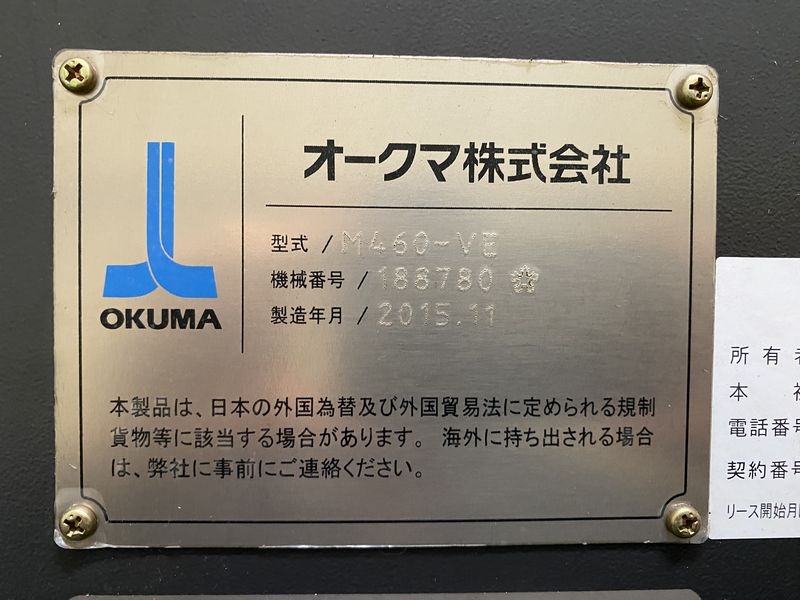 オークマ株式会社
型式 / M460-VE
機械番号 / 188780
製造年月 / 2015.11
OKUMA
本製品は、日本の外国為替及び外国貿易法に定められる規制
貨物等に該当する場合があります。 海外に持ち出される場合
は、弊社に事前にご連絡ください。
所有
本
電話番号
契約番号
リース開始月